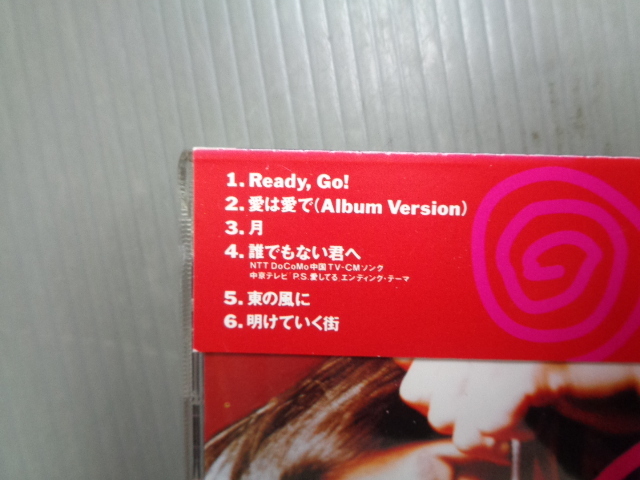 1. Ready, Go!
2. 愛は愛で(Album Version)
3. 月
4. 誰でもない君へ
NTT DoCoMo中国TV-CMソング
中京テレビ「P.S.愛してる」エンディング・テーマ
5. 東の風に
6. 明けていく街